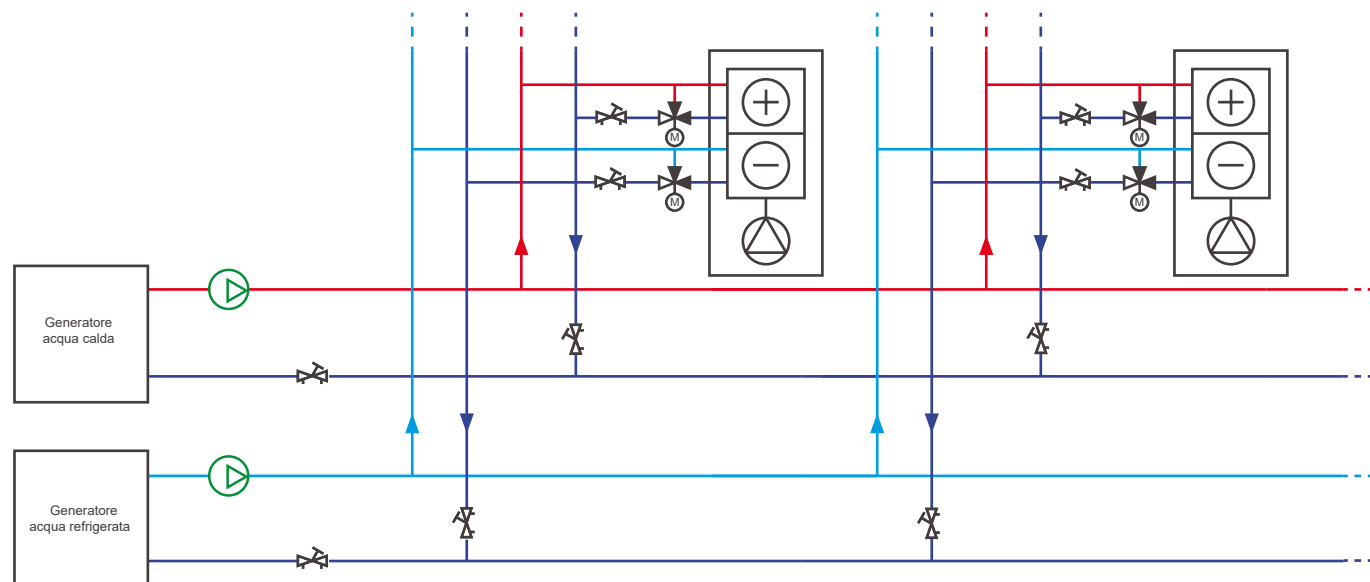 M
M
M
M
Generatore
acqua calda
Generatore
acqua refrigerata